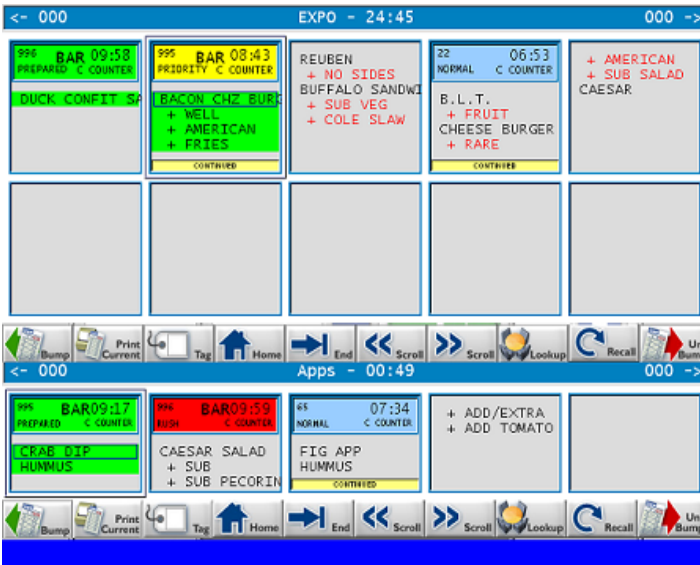 <- 000 EXPO - 24:45 000 ->
996 BAR 09:58
PREPARED C COUNTER
DUCK CONFIT SA
995 BAR 08:43
PRIORITY C COUNTER
BACON CHZ BURG
+ WELL
+ AMERICAN
+ FRIES
CONTINUED
REUBEN
+ NO SIDES
BUFFALO SANDWI
+ SUB VEG
+ COLE SLAW
22 06:53
NORMAL C COUNTER
B.L.T.
+ FRUIT
CHEESE BURGER
+ RARE
CONTINUED
+ AMERICAN
+ SUB SALAD
CAESAR
Bump Print Current Tag Home End Scroll Scroll Lookup Recall Un Bump
<- 000 Apps - 00:49 000 ->
995 BAR09:17
PREPARED C COUNTER
CRAB DIP
HUMMUS
996 BAR09:59
RUSH C COUNTER
CAESAR SALAD
+ SUB
+ SUB PECORIN
65 07:34
NORMAL C COUNTER
FIG APP
HUMMUS
CONTINUED
+ ADD/EXTRA
+ ADD TOMATO
Bump Print Current Tag Home End Scroll Scroll Lookup Recall Un Bump